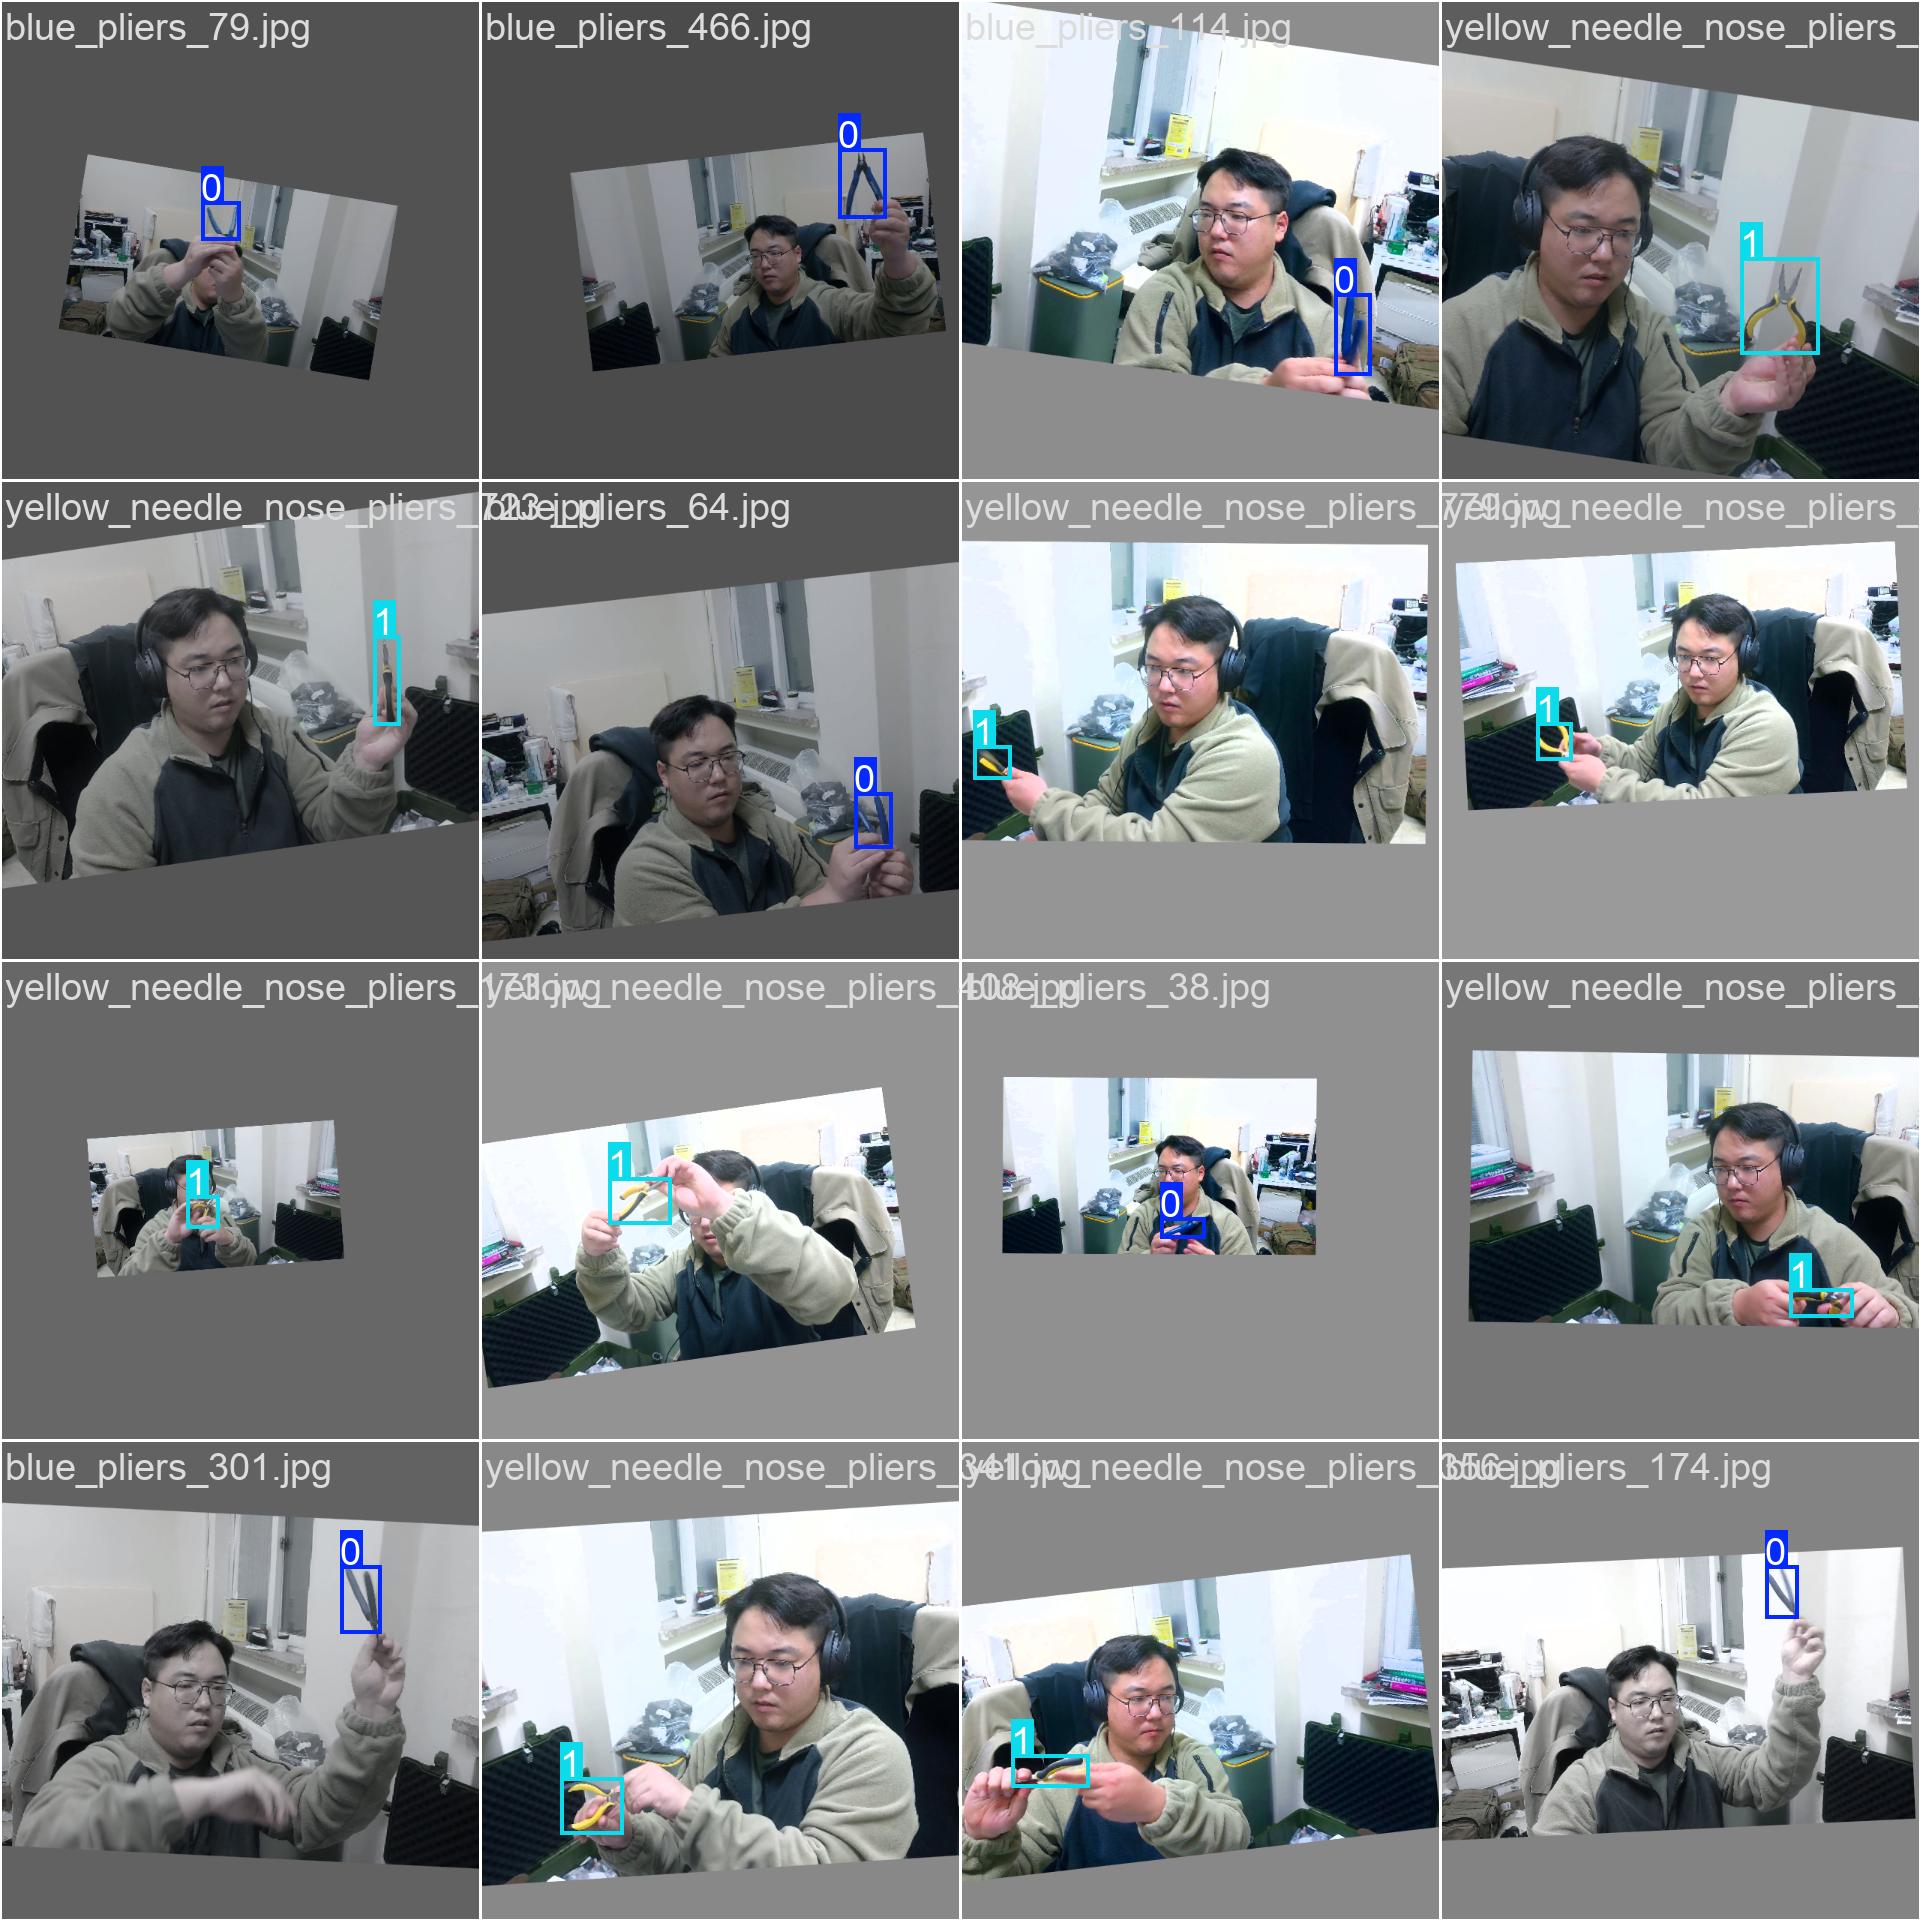 blue_pliers_79.jpg
blue_pliers_466.jpg
blue_pliers_114.jpg
yellow_needle_nose_pliers_
0
0
0
1
yellow_needle_nose_pliers_723.jpg
blue_pliers_64.jpg
yellow_needle_nose_pliers_779.jpg
yellow_needle_nose_pliers_
1
0
1
1
yellow_needle_nose_pliers_173.jpg
yellow_needle_nose_pliers_408.jpg
blue_pliers_38.jpg
yellow_needle_nose_pliers_
1
1
0
1
blue_pliers_301.jpg
yellow_needle_nose_pliers_341.jpg
yellow_needle_nose_pliers_356.jpg
blue_pliers_174.jpg
0
1
1
0